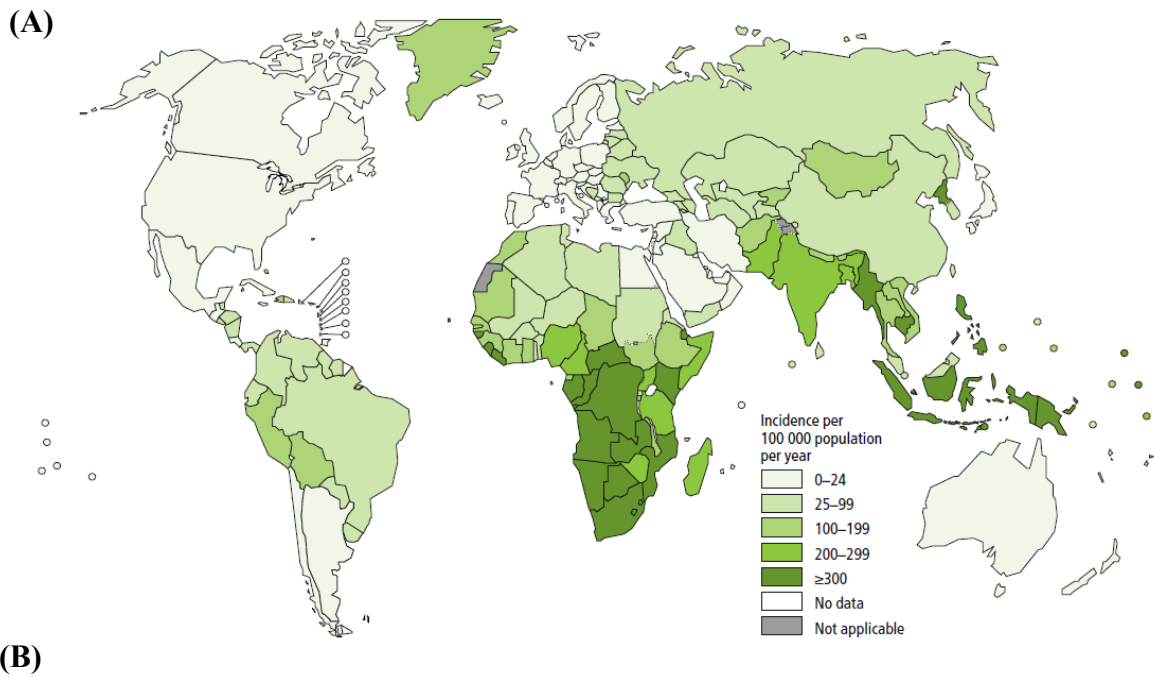 (A)
Incidence per
100 000 population
per year
0–24
25–99
100–199
200–299
≥300
No data
Not applicable
(B)